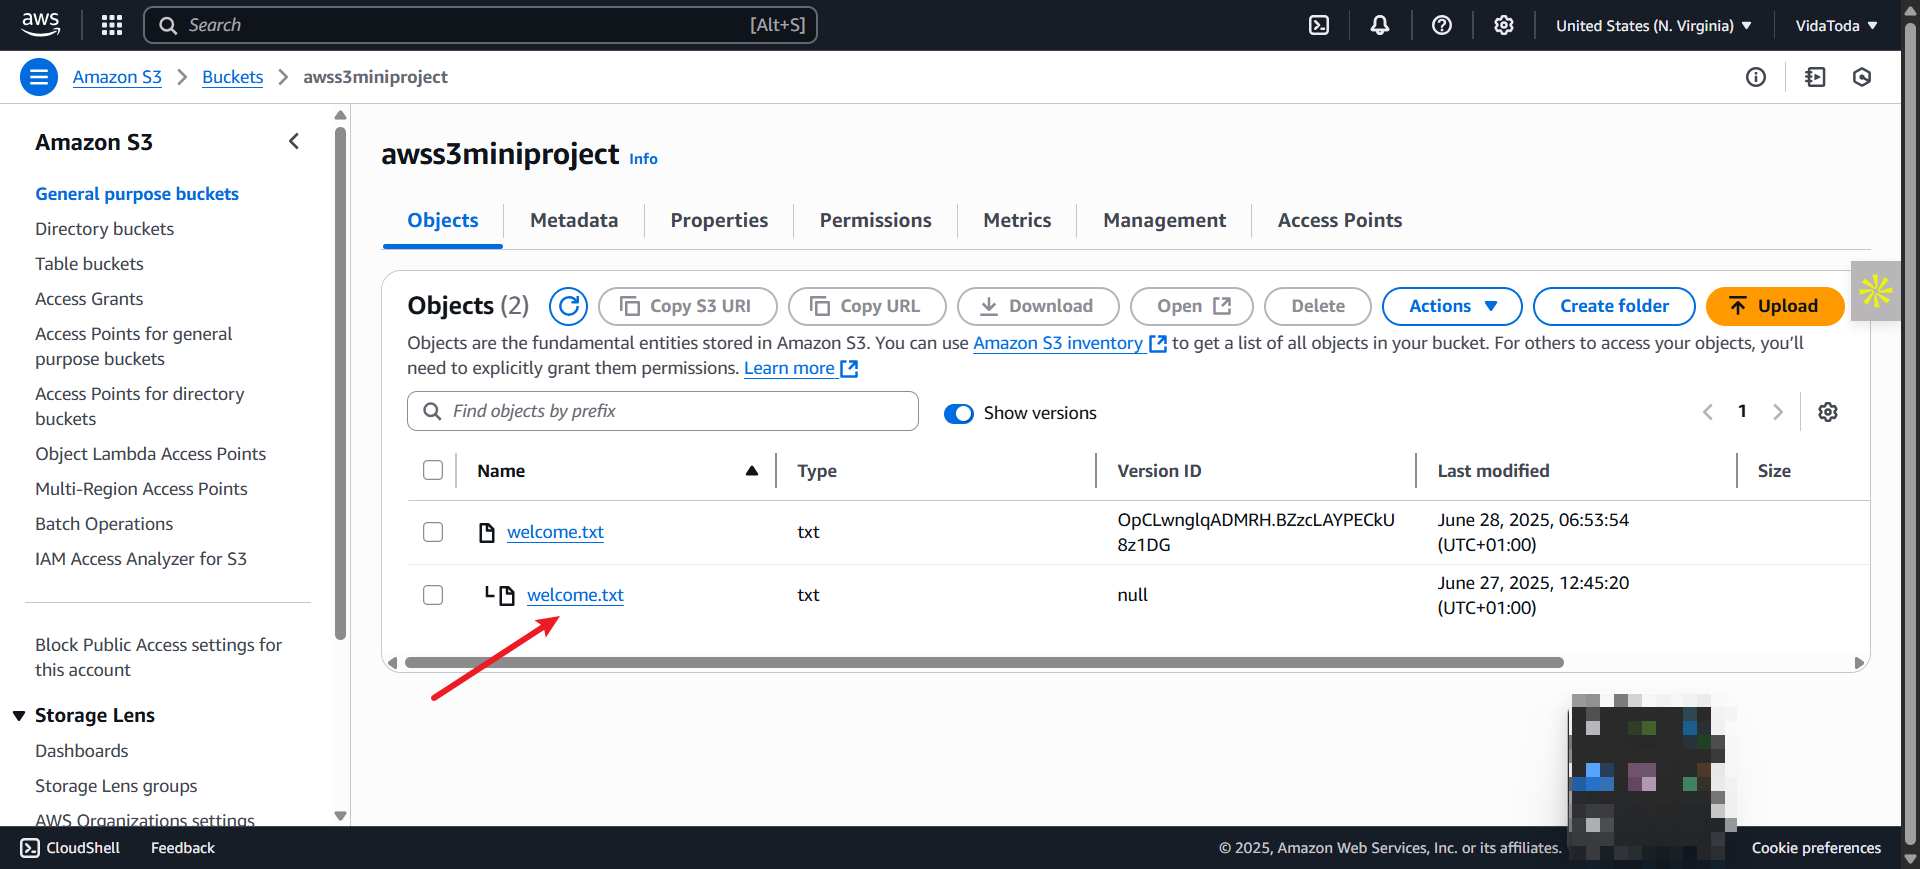 aws
Search
[Alt+S]
United States (N. Virginia)
VidaToda
Amazon S3
Buckets
awss3miniproject
Amazon S3
General purpose buckets
Directory buckets
Table buckets
Access Grants
Access Points for general
purpose buckets
Access Points for directory
buckets
Object Lambda Access Points
Multi-Region Access Points
Batch Operations
IAM Access Analyzer for S3
Block Public Access settings for
this account
Storage Lens
Dashboards
Storage Lens groups
AWS Organizations settings
awss3miniproject
Info
Objects
Metadata
Properties
Permissions
Metrics
Management
Access Points
Objects (2)
Copy S3 URI
Copy URL
Download
Open
Delete
Actions
Create folder
Upload
Objects are the fundamental entities stored in Amazon S3. You can use Amazon S3 inventory to get a list of all objects in your bucket. For others to access your objects, you’ll
need to explicitly grant them permissions. Learn more
Find objects by prefix
Show versions
1
Name
Type
Version ID
Last modified
Size
welcome.txt
txt
OpCLwnglqADMRH.BZzcLAYPECkU
8z1DG
June 28, 2025, 06:53:54
(UTC+01:00)
welcome.txt
txt
null
June 27, 2025, 12:45:20
(UTC+01:00)
CloudShell
Feedback
© 2025, Amazon Web Services, Inc. or its affiliates.
Cookie preferences